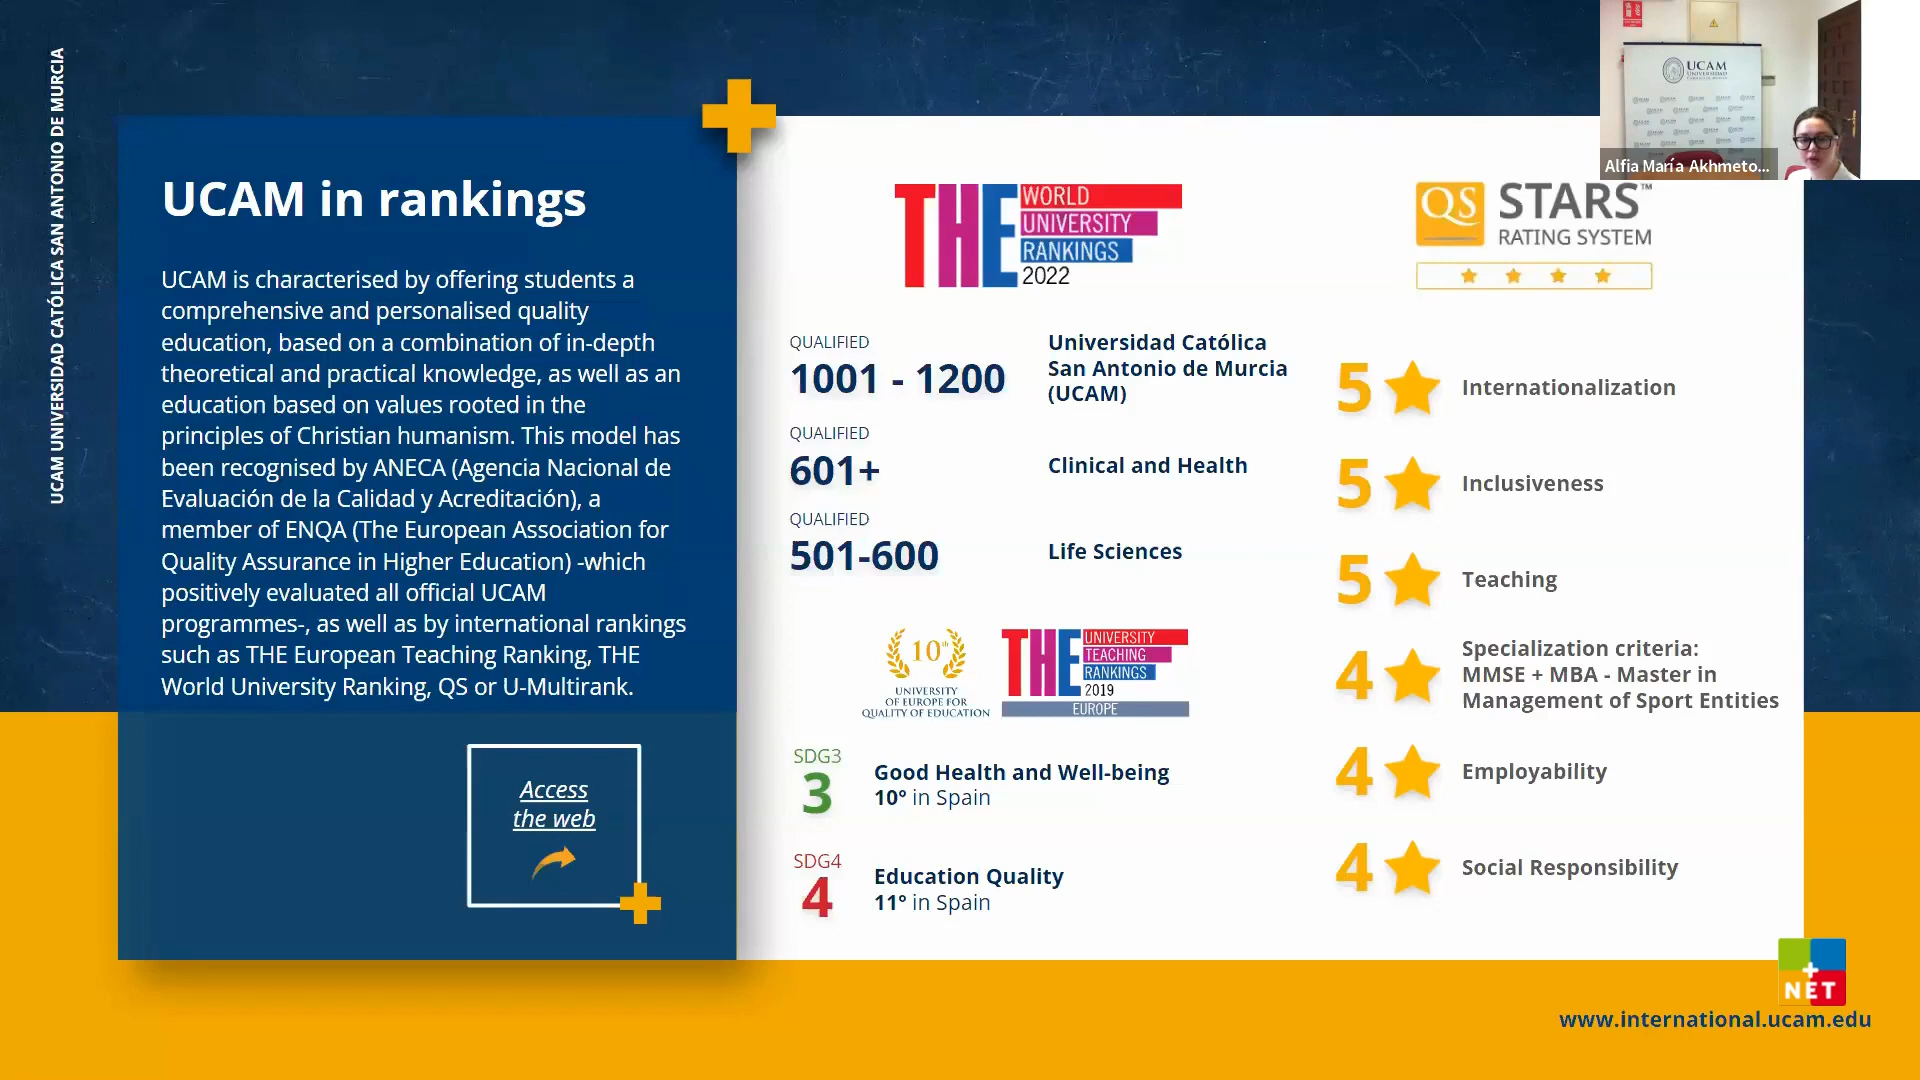 UCAM UNIVERSIDAD CATÓLICA SAN ANTONIO DE MURCIA
UCAM in rankings
UCAM is characterised by offering students a
comprehensive and personalised quality
education, based on a combination of in-depth
theoretical and practical knowledge, as well as an
education based on values rooted in the
principles of Christian humanism. This model has
been recognised by ANECA (Agencia Nacional de
Evaluación de la Calidad y Acreditación), a
member of ENQA (The European Association for
Quality Assurance in Higher Education) -which
positively evaluated all official UCAM
programmes-, as well as by international rankings
such as THE European Teaching Ranking, THE
World University Ranking, QS or U-Multirank.
Access
the web
THE WORLD
UNIVERSITY
RANKINGS
2022
QUALIFIED
1001 - 1200
Universidad Católica
San Antonio de Murcia
(UCAM)
QUALIFIED
601+
Clinical and Health
QUALIFIED
501-600
Life Sciences
10th
UNIVERSITY
OF EUROPE FOR
QUALITY OF EDUCATION
THE UNIVERSITY
TEACHING
RANKINGS
2019
EUROPE
SDG3
3
Good Health and Well-being
10° in Spain
SDG4
4
Education Quality
11° in Spain
QS STARS™
RATING SYSTEM
5 Internationalization
5 Inclusiveness
5 Teaching
4 Specialization criteria:
MMSE + MBA - Master in
Management of Sport Entities
4 Employability
4 Social Responsibility
UCAM
UNIVERSIDAD
Alfia María Akhmeto...
+
NET
www.international.ucam.edu